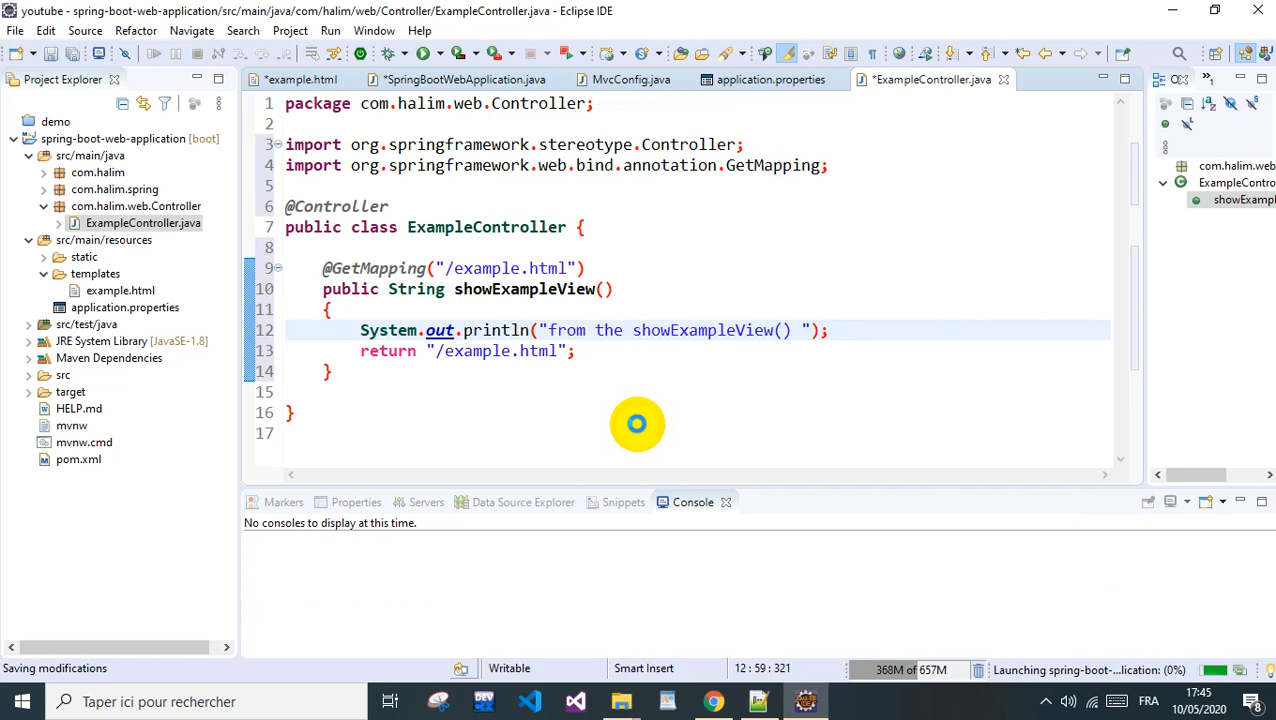 youtube - spring-boot-web-application/src/main/java/com/halim/web/Controller/ExampleController.java - Eclipse IDE
File Edit Source Refactor Navigate Search Project Run Window Help
Project Explorer
demo
spring-boot-web-application [boot]
src/main/java
com.halim
com.halim.spring
com.halim.web.Controller
ExampleController.java
src/main/resources
static
templates
example.html
application.properties
src/test/java
JRE System Library [JavaSE-1.8]
Maven Dependencies
src
target
HELP.md
mvnw
mvnw.cmd
pom.xml
*example.html *SpringBootWebApplication.java MvcConfig.java application.properties *ExampleController.java
1 package com.halim.web.Controller;
2
3 import org.springframework.stereotype.Controller;
4 import org.springframework.web.bind.annotation.GetMapping;
5
6 @Controller
7 public class ExampleController {
8
9 @GetMapping("/example.html")
10 public String showExampleView()
11 {
12 System.out.println("from the showExampleView() ");
13 return "/example.html";
14 }
15
16 }
17
com.halim.we
ExampleContro
showExampl
Markers Properties Servers Data Source Explorer Snippets Console
No consoles to display at this time.
Saving modifications Writable Smart Insert 12 : 59 : 321 368M of 657M Launching spring-boot-...lication: (0%)
Taper ici pour rechercher
FRA
17:45
10/05/2020
8